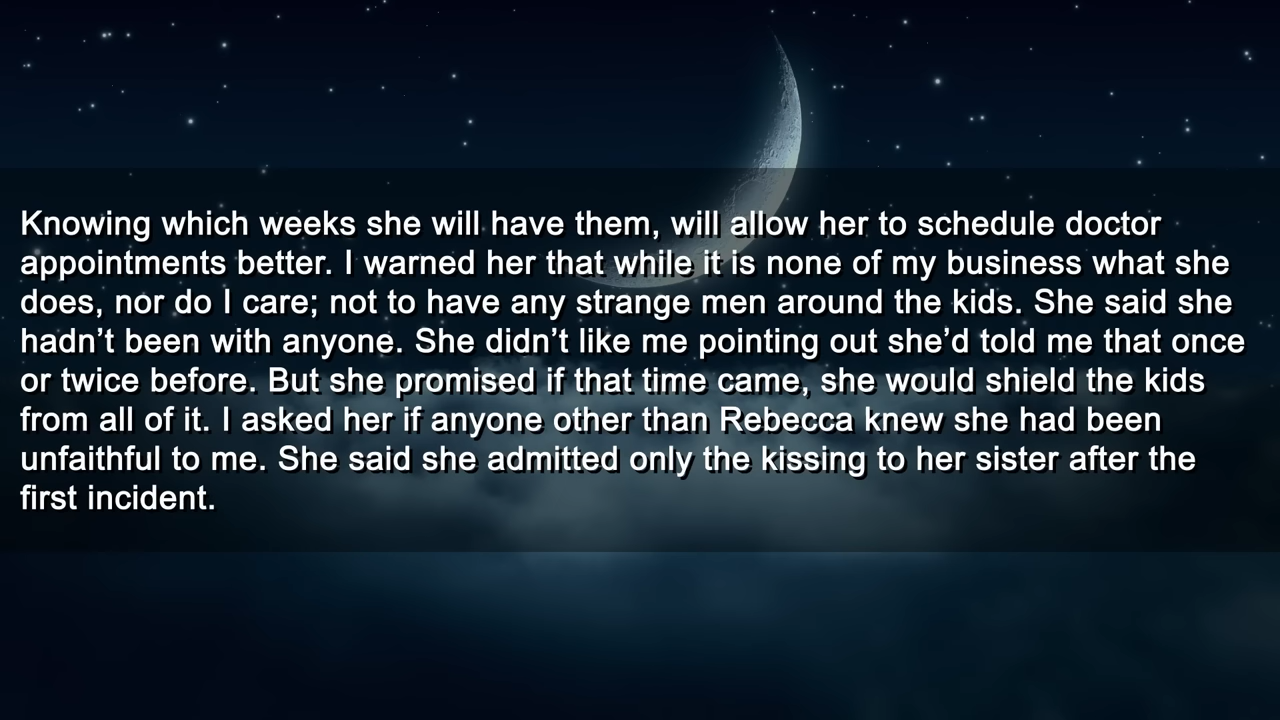 Knowing which weeks she will have them, will allow her to schedule doctor
appointments better. I warned her that while it is none of my business what she
does, nor do I care; not to have any strange men around the kids. She said she
hadn’t been with anyone. She didn’t like me pointing out she’d told me that once
or twice before. But she promised if that time came, she would shield the kids
from all of it. I asked her if anyone other than Rebecca knew she had been
unfaithful to me. She said she admitted only the kissing to her sister after the
first incident.